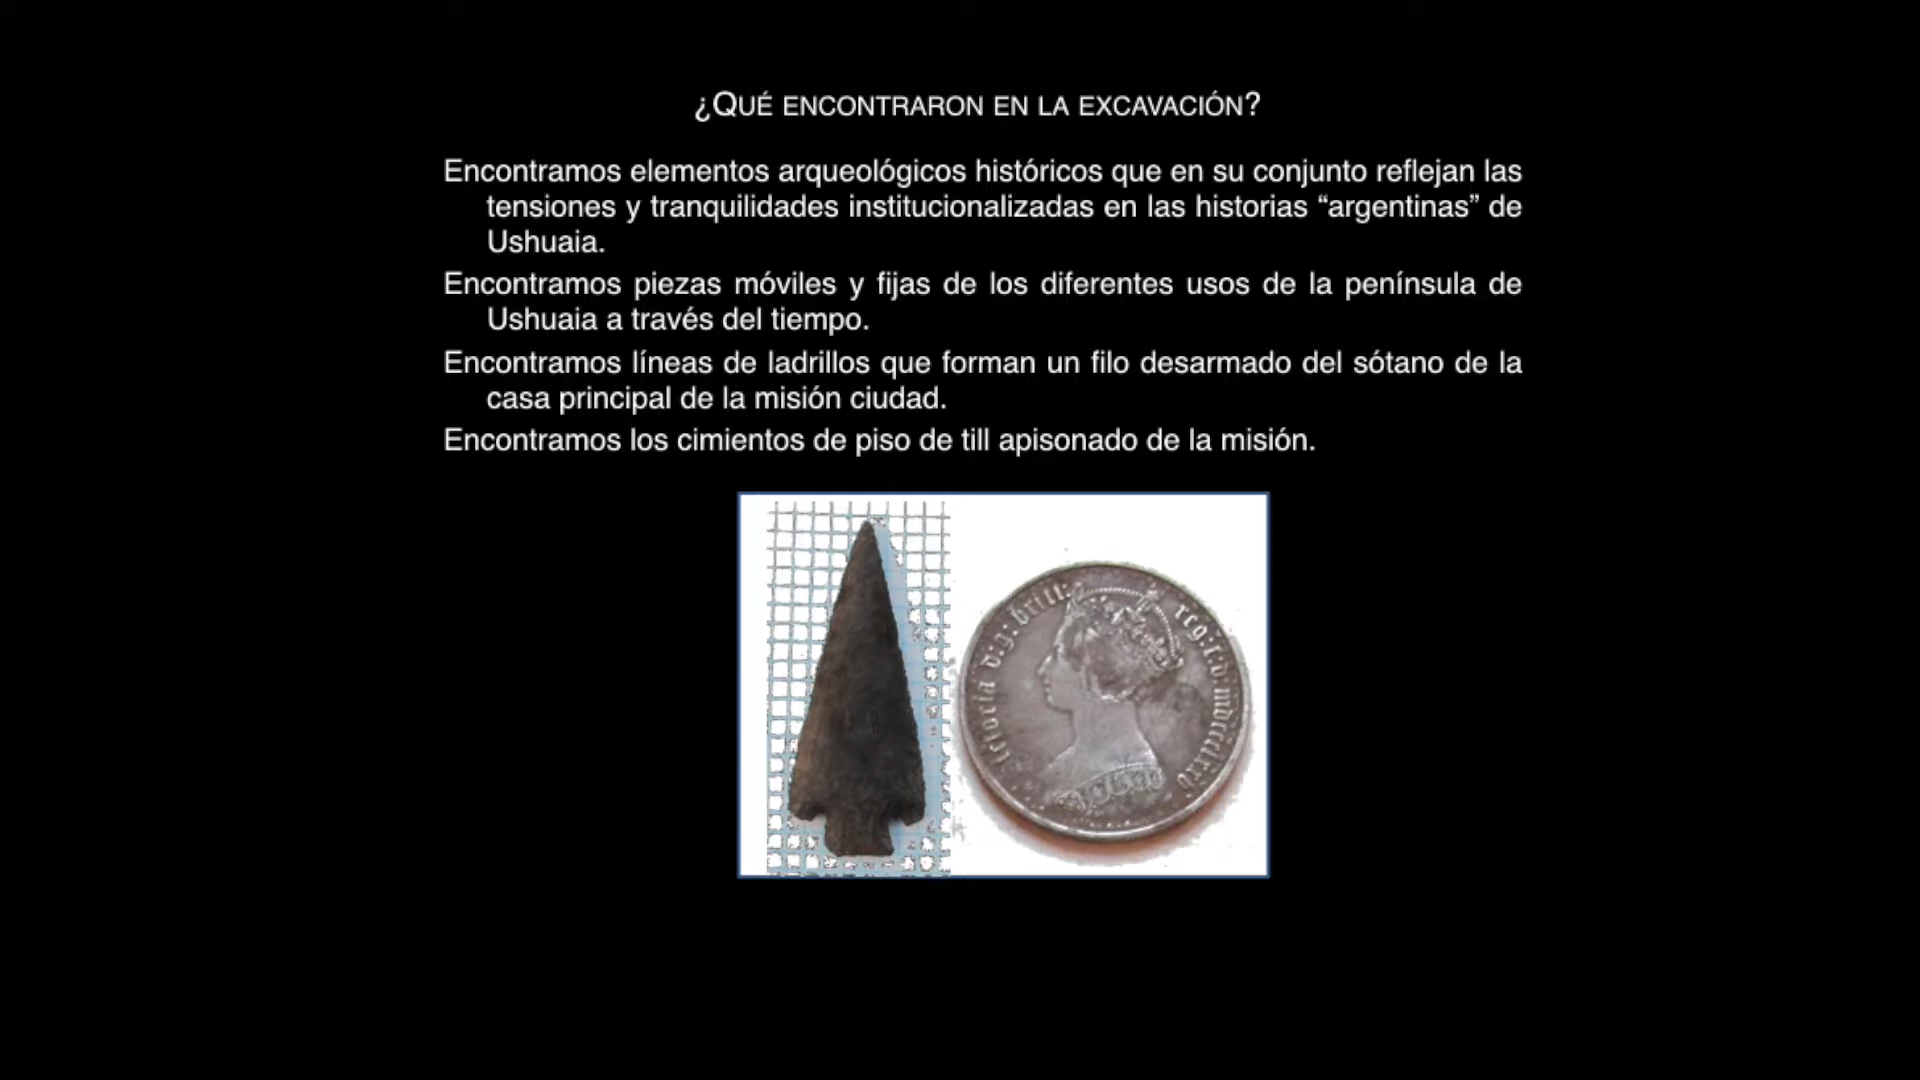 ¿QUÉ ENCONTRARON EN LA EXCAVACIÓN?
Encontramos elementos arqueológicos históricos que en su conjunto reflejan las
tensiones y tranquilidades institucionalizadas en las historias “argentinas” de
Ushuaia.
Encontramos piezas móviles y fijas de los diferentes usos de la península de
Ushuaia a través del tiempo.
Encontramos líneas de ladrillos que forman un filo desarmado del sótano de la
casa principal de la misión ciudad.
Encontramos los cimientos de piso de till apisonado de la misión.
d: g: britt: reg: f: d: